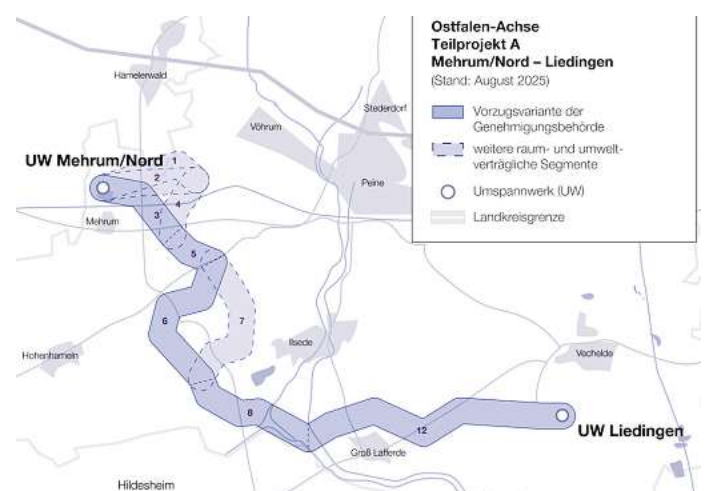 Ostfalen-Achse
Teilprojekt A
Mehrum/Nord – Liedingen
(Stand: August 2025)
Vorzugsvariante der
Genehmigungsbehörde
weitere raum- und umwelt-
verträgliche Segmente
Umspannwerk (UW)
Landkreisgrenze
Hämelerwald
Stederdorf
Vöhrum
UW Mehrum/Nord
1
2
Peine
4
3
Mehrum
5
6
7
Ilsede
Hohenhameln
Vechelde
8
12
UW Liedingen
Groß Lafferde
Hildesheim